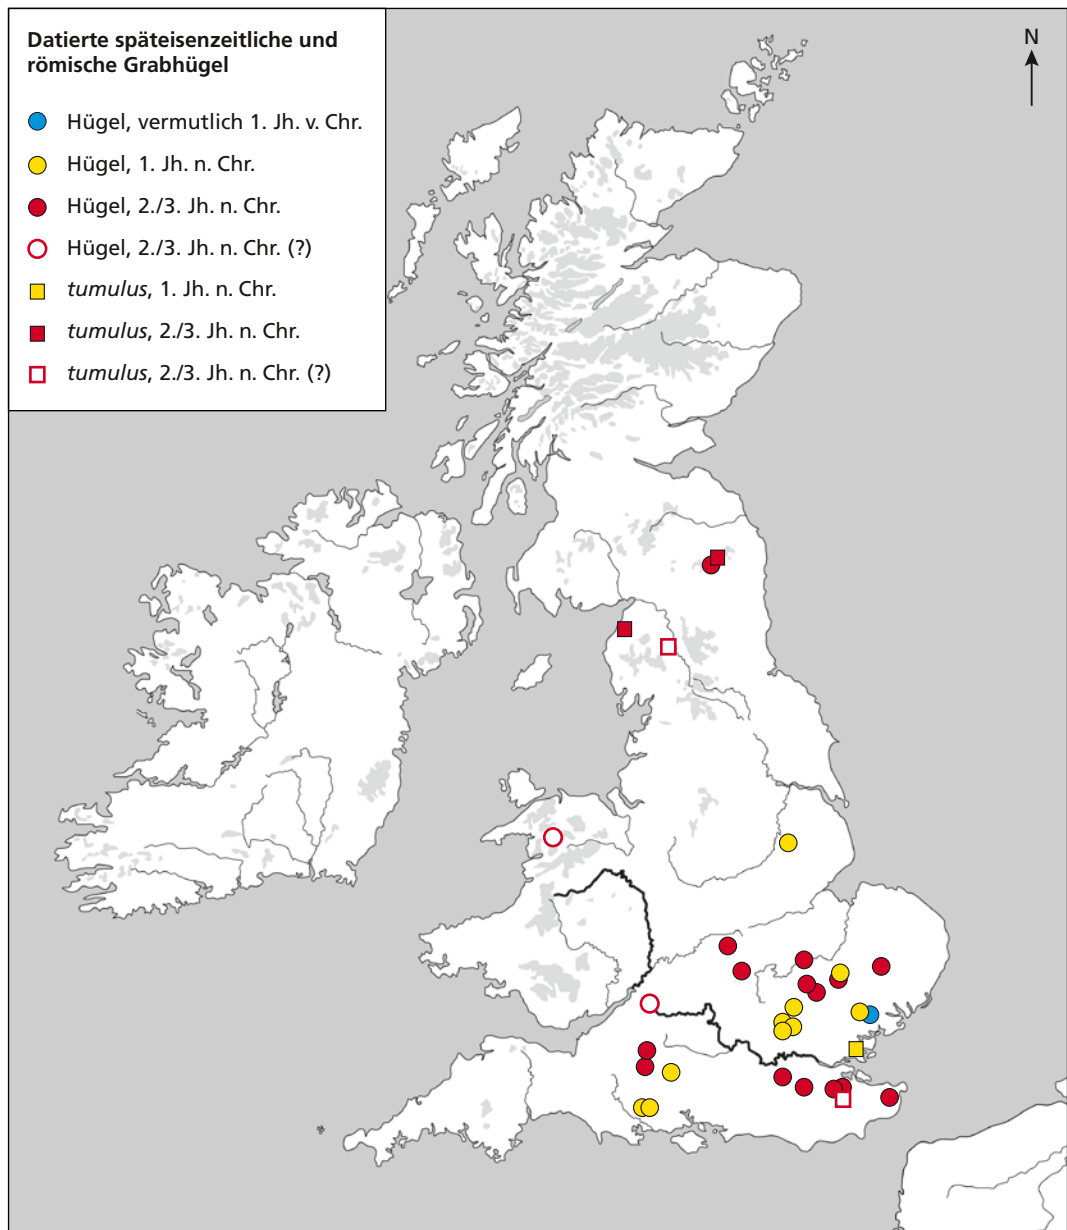 Datierte späteisenzeitliche und
römische Grabhügel
Hügel, vermutlich 1. Jh. v. Chr.
Hügel, 1. Jh. n. Chr.
Hügel, 2./3. Jh. n. Chr.
Hügel, 2./3. Jh. n. Chr. (?)
tumulus, 1. Jh. n. Chr.
tumulus, 2./3. Jh. n. Chr.
tumulus, 2./3. Jh. n. Chr. (?)
N